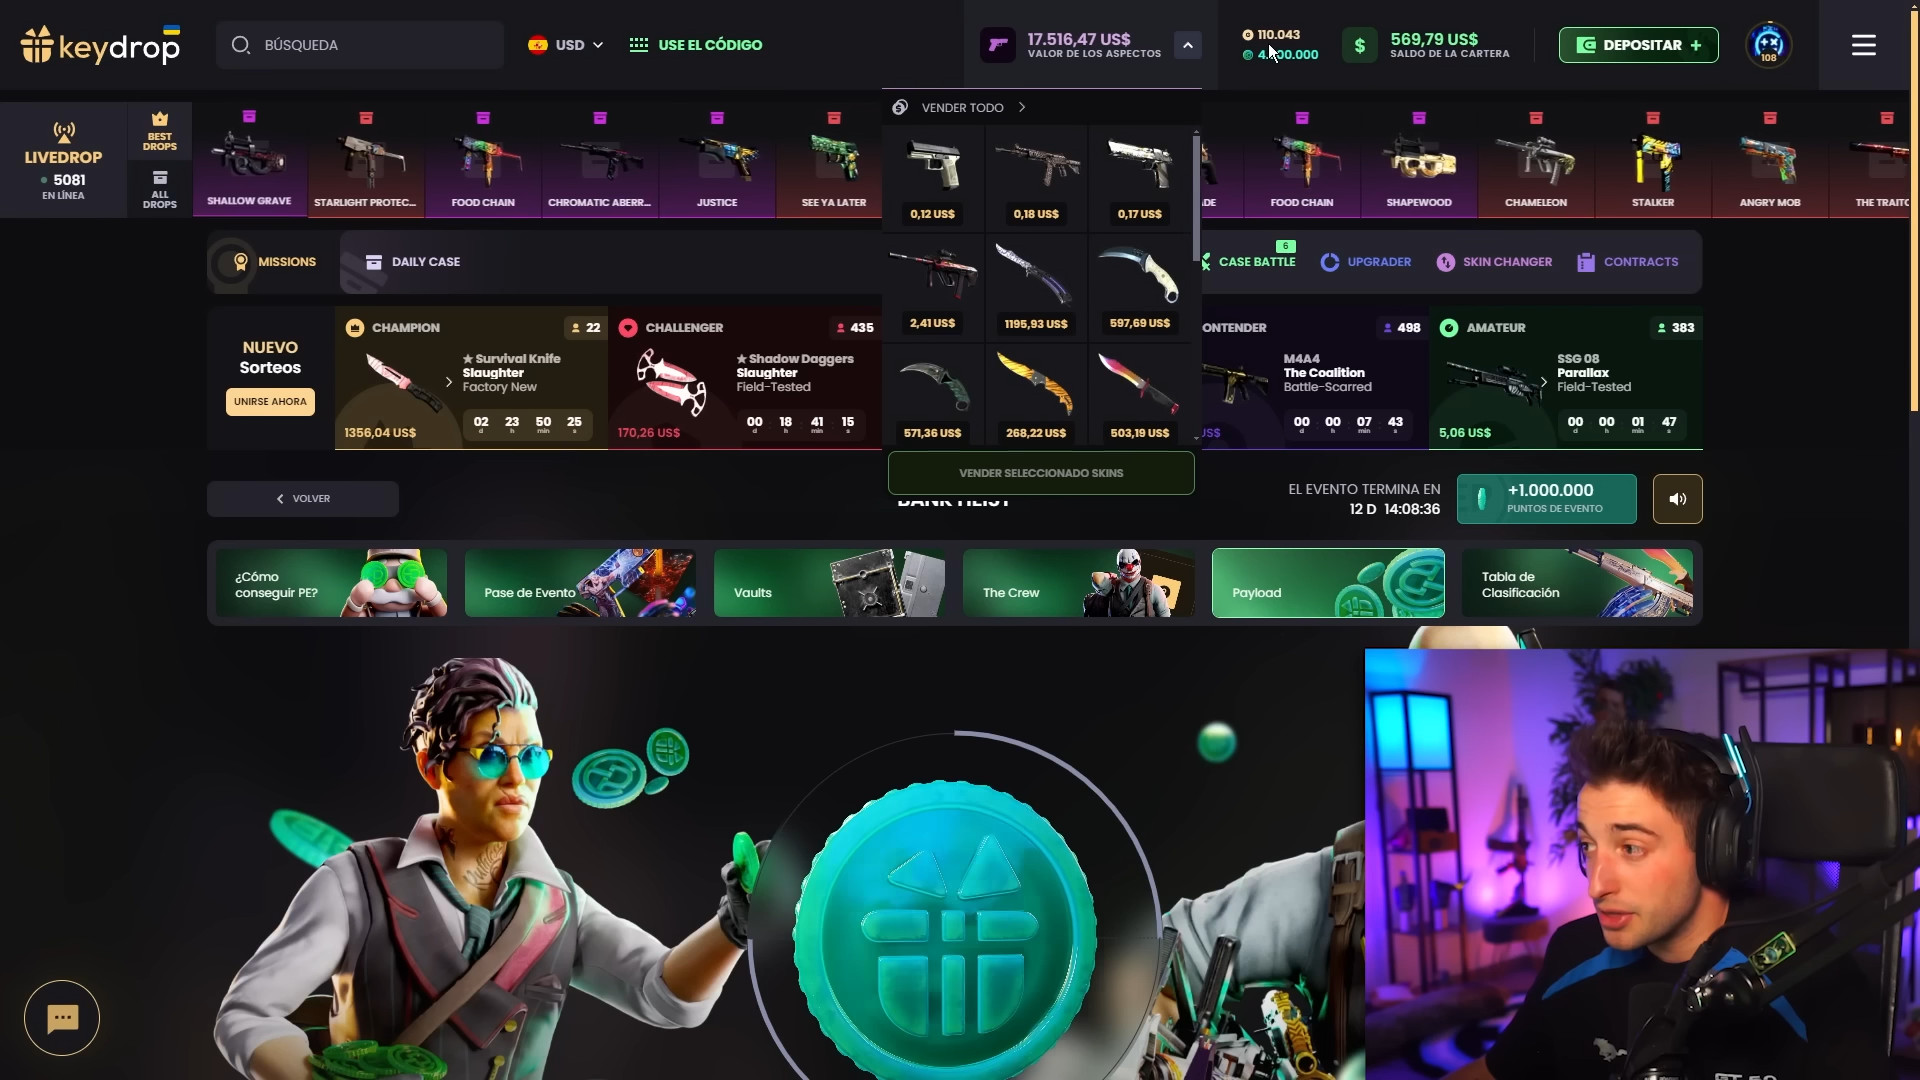 keydrop
BÚSQUEDA
USD
USE EL CÓDIGO
17.516,47 US$
VALOR DE LOS ASPECTOS
110.043
569,79 US$
SALDO DE LA CARTERA
DEPOSITAR +
108
LIVEDROP
5081
EN LÍNEA
BEST
DROPS
ALL
DROPS
SHALLOW GRAVE
STARLIGHT PROTEC...
FOOD CHAIN
CHROMATIC ABERR...
JUSTICE
SEE YA LATER
FOOD CHAIN
SHAPEWOOD
CHAMELEON
STALKER
ANGRY MOB
VENDER TODO
0,12 US$
0,18 US$
0,17 US$
2,41 US$
1195,93 US$
597,69 US$
571,36 US$
268,22 US$
503,19 US$
VENDER SELECCIONADO SKINS
MISSIONS
DAILY CASE
6
CASE BATTLE
UPGRADER
SKIN CHANGER
CONTRACTS
NUEVO
Sorteos
UNIRSE AHORA
CHAMPION
22
★ Survival Knife
Slaughter
Factory New
1356,04 US$
02 23 50 25
d h min s
CHALLENGER
435
★ Shadow Daggers
Slaughter
Field-Tested
170,26 US$
00 18 41 15
d h min s
498
M4A4
The Coalition
Battle-Scarred
00 00 07 43
d h min s
AMATEUR
383
SSG 08
Parallax
Field-Tested
5,06 US$
00 00 01 47
d h min s
VOLVER
BANK HEIST
EL EVENTO TERMINA EN
12 D 14:08:36
+1.000.000
PUNTOS DE EVENTO
¿Cómo
conseguir PE?
Pase de Evento
Vaults
The Crew
Payload
Tabla de
Clasificación